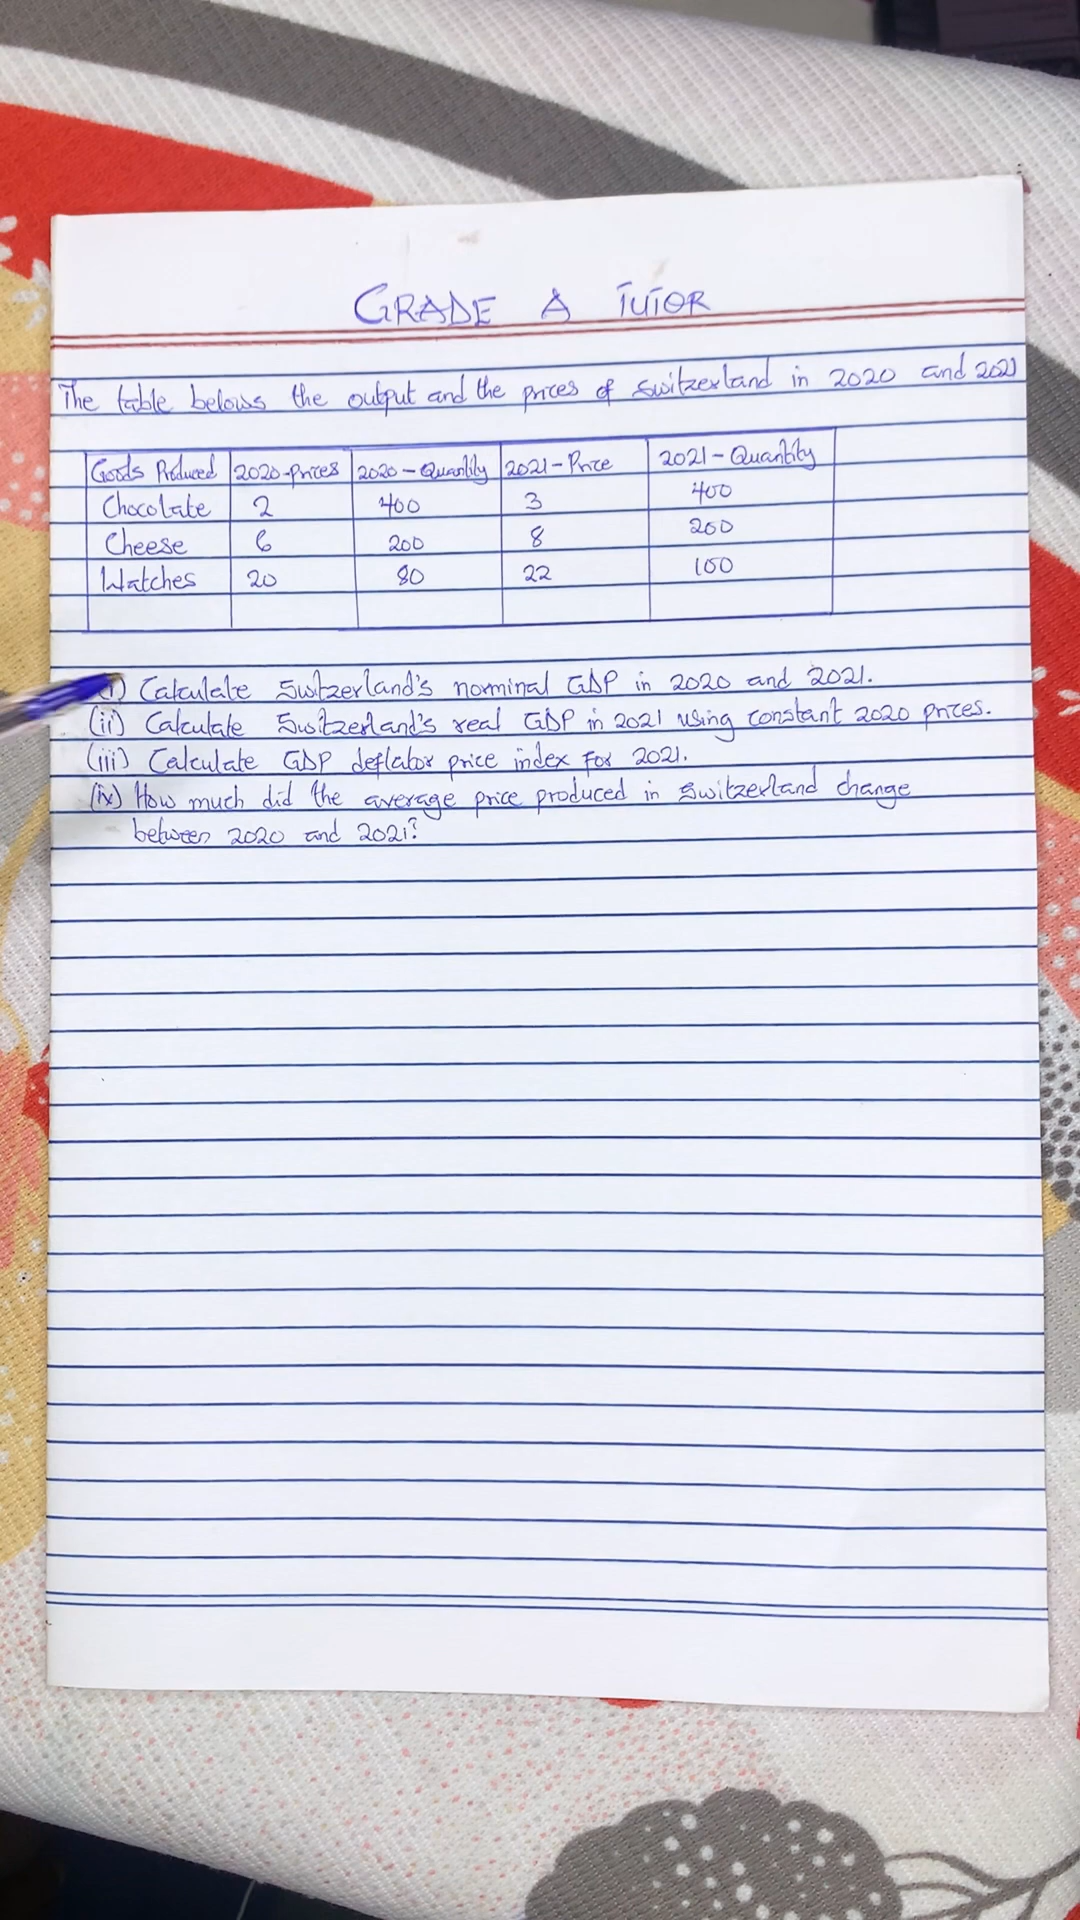 GRADE A TUTOR
The table belows the output and the prices of Switzerland in 2020 and 2021
Goods Produced 2020-Prices 2020-Quantity 2021-Price 2021-Quantity
Chocolate 2 400 3 400
Cheese 6 200 8 200
Watches 20 80 22 100
(i) Calculate Switzerland's norminal GDP in 2020 and 2021.
(ii) Calculate Switzerland's real GDP in 2021 using constant 2020 prices.
(iii) Calculate GDP deflator price index for 2021.
(iv) How much did the average price produced in Switzerland change
between 2020 and 2021?